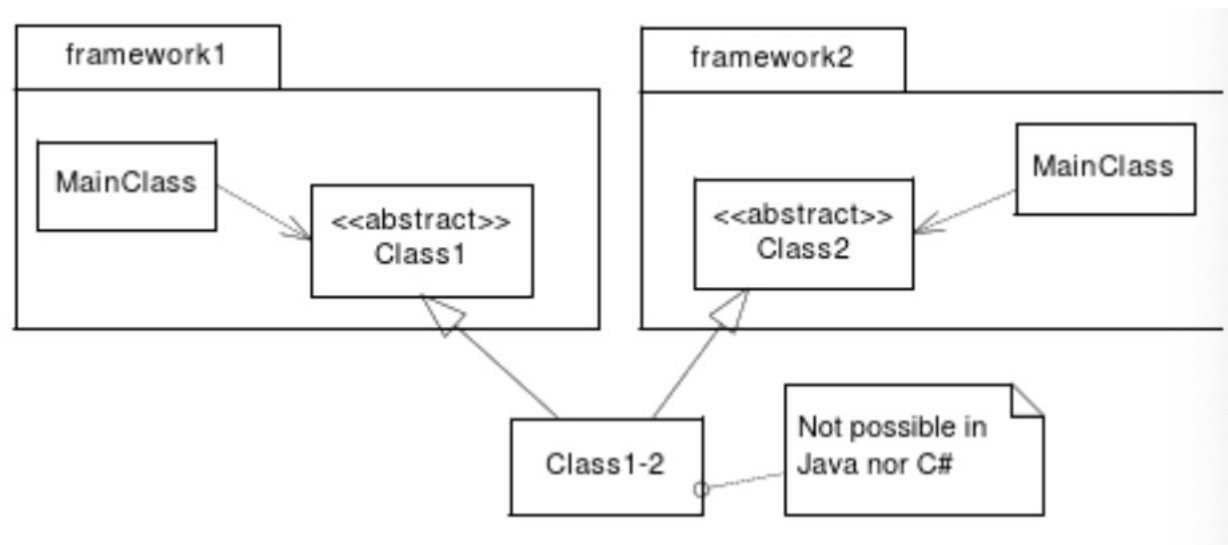 framework1
MainClass
<<abstract>>
Class1
framework2
<<abstract>>
Class2
MainClass
Class1-2
Not possible in
Java nor C#